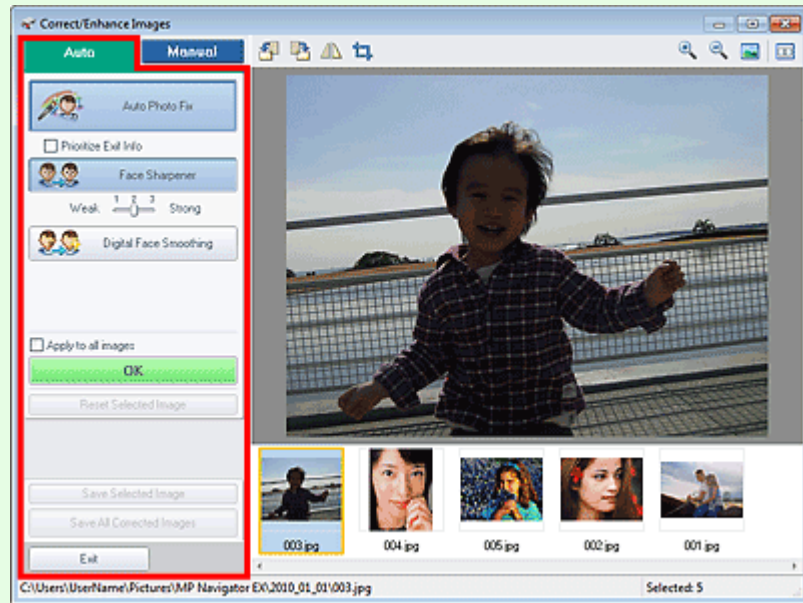 Correct/Enhance Images
Auto
Manual
Auto Photo Fix
Prioritize Exif Info
Face Sharpener
1 2 3
Weak Strong
Digital Face Smoothing
Apply to all images
OK
Reset Selected Image
Save Selected Image
Save All Corrected Images
Exit
003.jpg
004.jpg
005.jpg
002.jpg
001.jpg
C:\Users\UserName\Pictures\MP Navigator EX\2010_01_01\003.jpg
Selected: 5